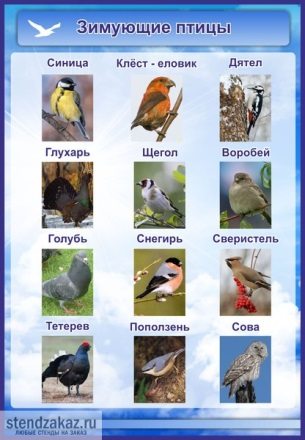 Зимующие птицы
Синица
Клёст - еловик
Дятел
Глухарь
Щегол
Воробей
Голубь
Снегирь
Сверистель
Тетерев
Поползень
Сова
stendzakaz.ru
ЛЮБЫЕ СТЕНДЫ НА ЗАКАЗ